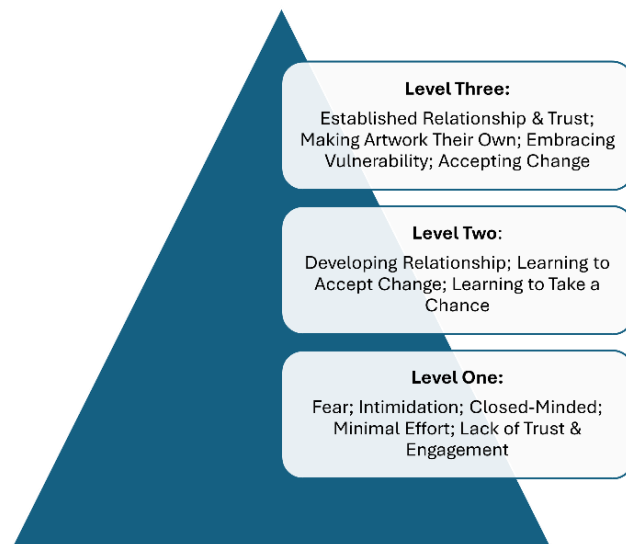 Level Three:
Established Relationship & Trust;
Making Artwork Their Own; Embracing
Vulnerability; Accepting Change
Level Two:
Developing Relationship; Learning to
Accept Change; Learning to Take a
Chance
Level One:
Fear; Intimidation; Closed-Minded;
Minimal Effort; Lack of Trust &
Engagement